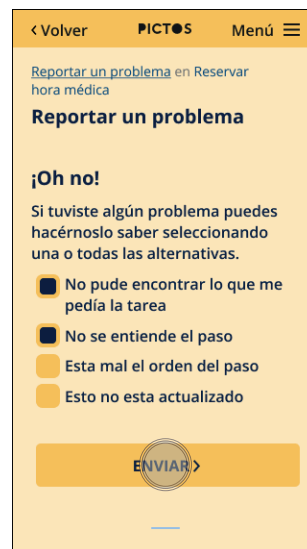 ‹ Volver PICTOS Menú
Reportar un problema en Reservar
hora médica
Reportar un problema
¡Oh no!
Si tuviste algún problema puedes
hacérnoslo saber seleccionando
una o todas las alternativas.
No pude encontrar lo que me
pedía la tarea
No se entiende el paso
Esta mal el orden del paso
Esto no esta actualizado
ENVIAR ›